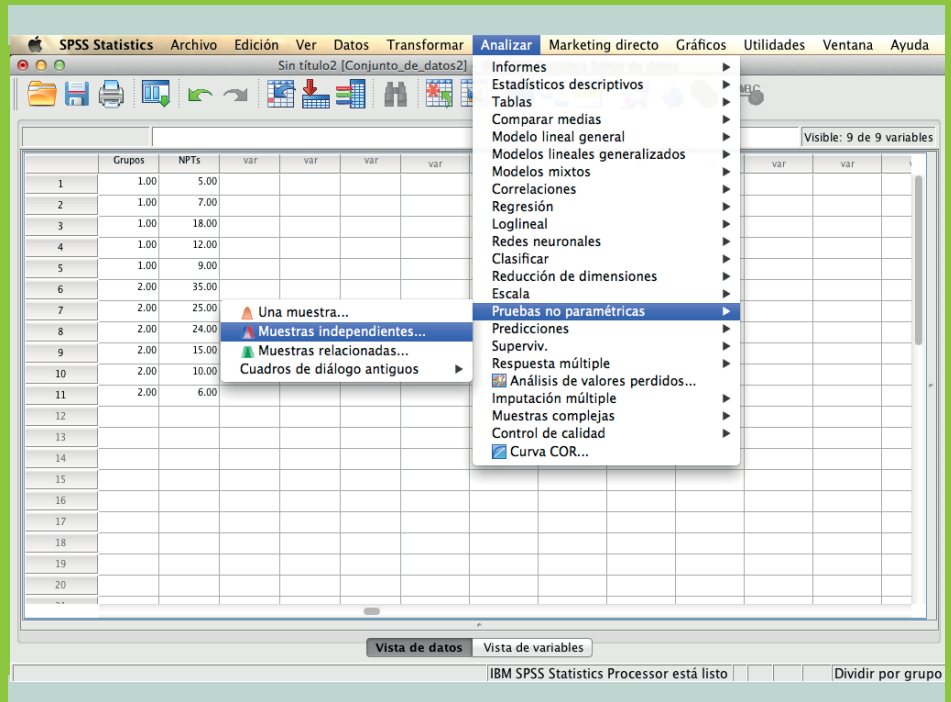 SPSS Statistics Archivo Edición Ver Datos Transformar Analizar Marketing directo Gráficos Utilidades Ventana Ayuda
Sin título2 [Conjunto_de_datos2]
Visible: 9 de 9 variables
Grupos NPTs var var var var var var
1 1.00 5.00
2 1.00 7.00
3 1.00 18.00
4 1.00 12.00
5 1.00 9.00
6 2.00 35.00
7 2.00 25.00
8 2.00 24.00
9 2.00 15.00
10 2.00 10.00
11 2.00 6.00
12
13
14
15
16
17
18
19
20
Informes
Estadísticos descriptivos
Tablas
Comparar medias
Modelo lineal general
Modelos lineales generalizados
Modelos mixtos
Correlaciones
Regresión
Loglineal
Redes neuronales
Clasificar
Reducción de dimensiones
Escala
Pruebas no paramétricas
Predicciones
Superviv.
Respuesta múltiple
Análisis de valores perdidos...
Imputación múltiple
Muestras complejas
Control de calidad
Curva COR...
Una muestra...
Muestras independientes...
Muestras relacionadas...
Cuadros de diálogo antiguos
Vista de datos Vista de variables
IBM SPSS Statistics Processor está listo Dividir por grupo